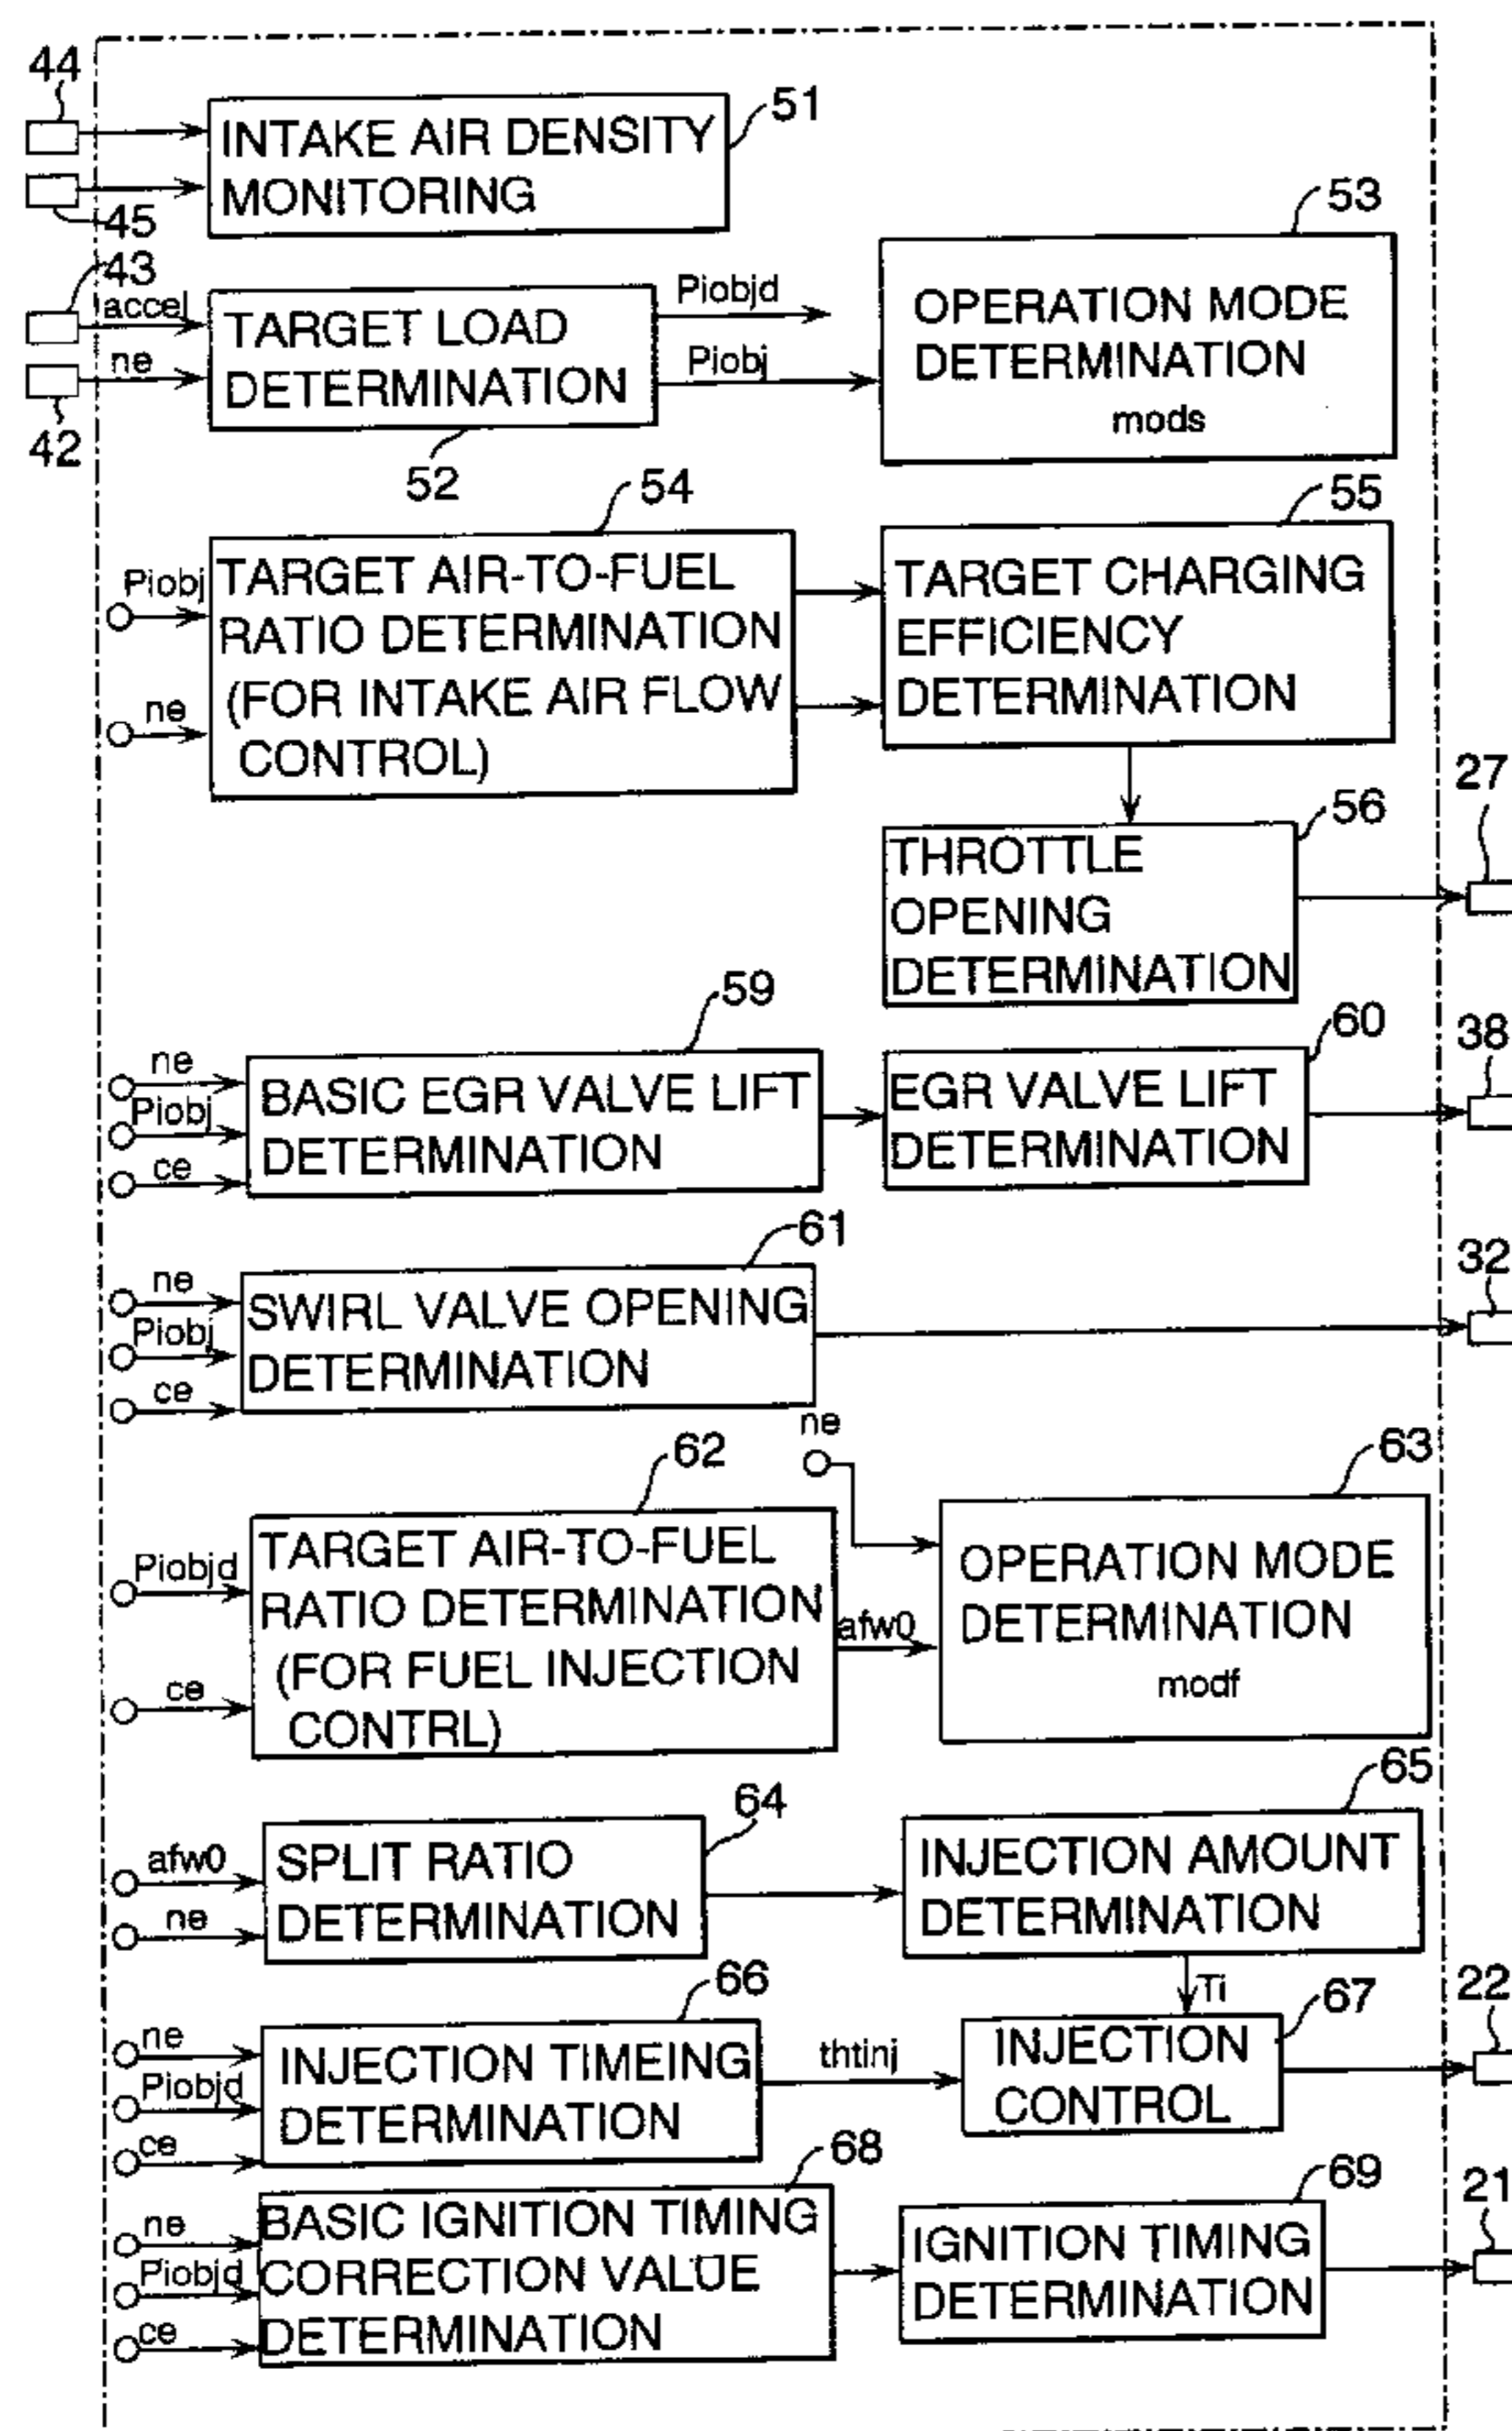 44
51
INTAKE AIR DENSITY
MONITORING
45
53
43
accel
TARGET LOAD
DETERMINATION
ne
42
52
Piobjd
Piobj
OPERATION MODE
DETERMINATION
mods
54
55
Piobj
ne
TARGET AIR-TO-FUEL
RATIO DETERMINATION
(FOR INTAKE AIR FLOW
CONTROL)
TARGET CHARGING
EFFICIENCY
DETERMINATION
56
27
THROTTLE
OPENING
DETERMINATION
59
60
38
ne
Piobj
ce
BASIC EGR VALVE LIFT
DETERMINATION
EGR VALVE LIFT
DETERMINATION
61
32
ne
Piobj
ce
SWIRL VALVE OPENING
DETERMINATION
ne
62
63
Piobjd
ce
TARGET AIR-TO-FUEL
RATIO DETERMINATION
(FOR FUEL INJECTION
CONTRL)
afw0
OPERATION MODE
DETERMINATION
modf
64
65
afw0
ne
SPLIT RATIO
DETERMINATION
INJECTION AMOUNT
DETERMINATION
Ti
66
67
22
ne
Piobjd
ce
INJECTION TIMEING
DETERMINATION
thtinj
INJECTION
CONTROL
68
69
21
ne
Piobjd
ce
BASIC IGNITION TIMING
CORRECTION VALUE
DETERMINATION
IGNITION TIMING
DETERMINATION